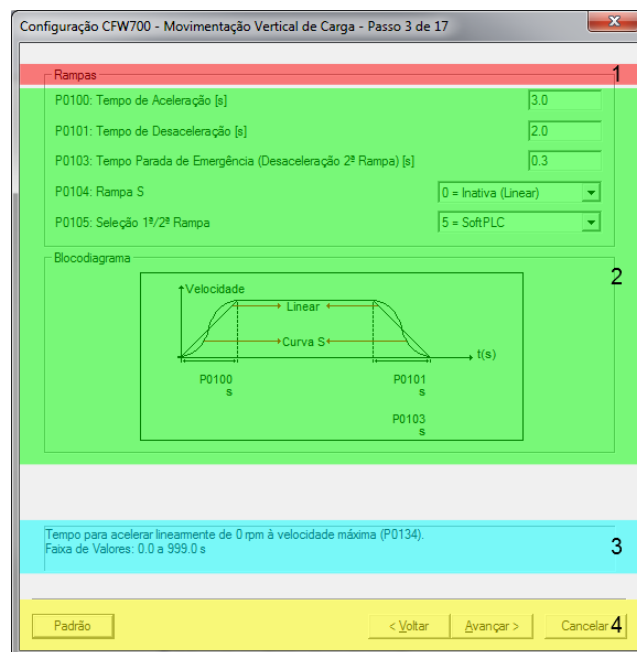 Configuração CFW700 - Movimentação Vertical de Carga - Passo 3 de 17
Rampas
1
P0100: Tempo de Aceleração [s]
3.0
P0101: Tempo de Desaceleração [s]
2.0
P0103: Tempo Parada de Emergência (Desaceleração 2ª Rampa) [s]
0.3
P0104: Rampa S
0 = Inativa (Linear)
P0105: Seleção 1ª/2ª Rampa
5 = SoftPLC
Blocodiagrama
2
Velocidade
Linear
Curva S
t(s)
P0100
s
P0101
s
P0103
s
Tempo para acelerar linearmente de 0 rpm à velocidade máxima (P0134).
Faixa de Valores: 0.0 a 999.0 s
3
Padrão
< Voltar
Avançar >
Cancelar
4